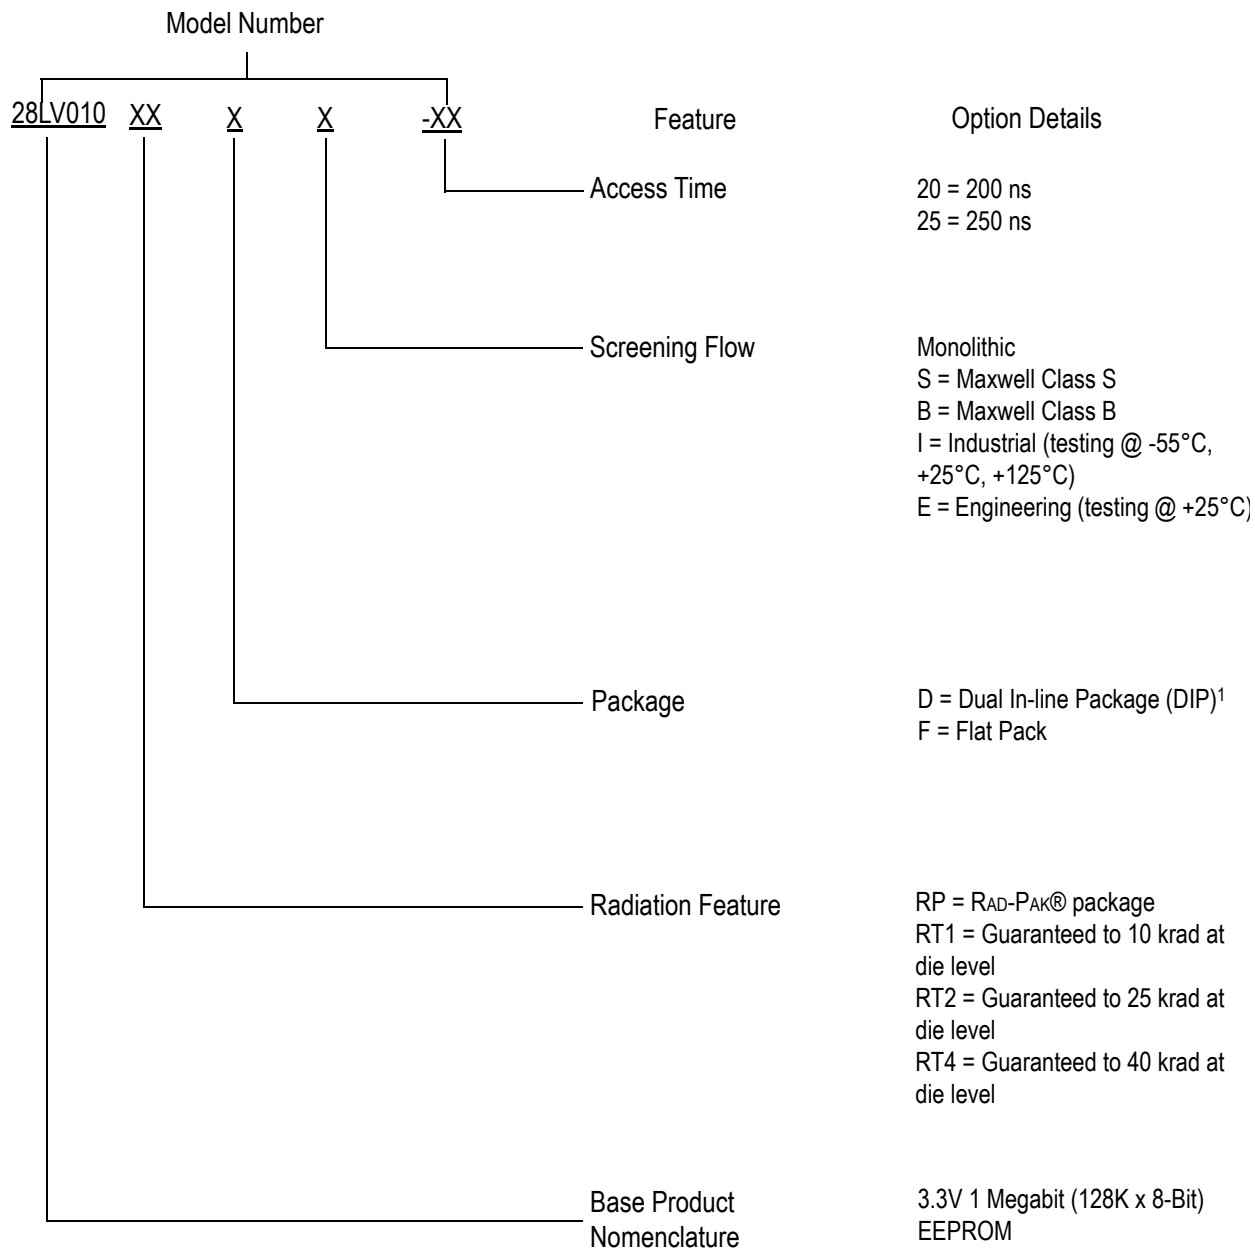 Model Number
28LV010 XX X X -XX Feature Option Details
Access Time 20 = 200 ns
25 = 250 ns
Screening Flow Monolithic
S = Maxwell Class S
B = Maxwell Class B
I = Industrial (testing @ -55°C,
+25°C, +125°C)
E = Engineering (testing @ +25°C)
Package D = Dual In-line Package (DIP)¹
F = Flat Pack
Radiation Feature RP = RAD-PAK® package
RT1 = Guaranteed to 10 krad at
die level
RT2 = Guaranteed to 25 krad at
die level
RT4 = Guaranteed to 40 krad at
die level
Base Product 3.3V 1 Megabit (128K x 8-Bit)
Nomenclature EEPROM